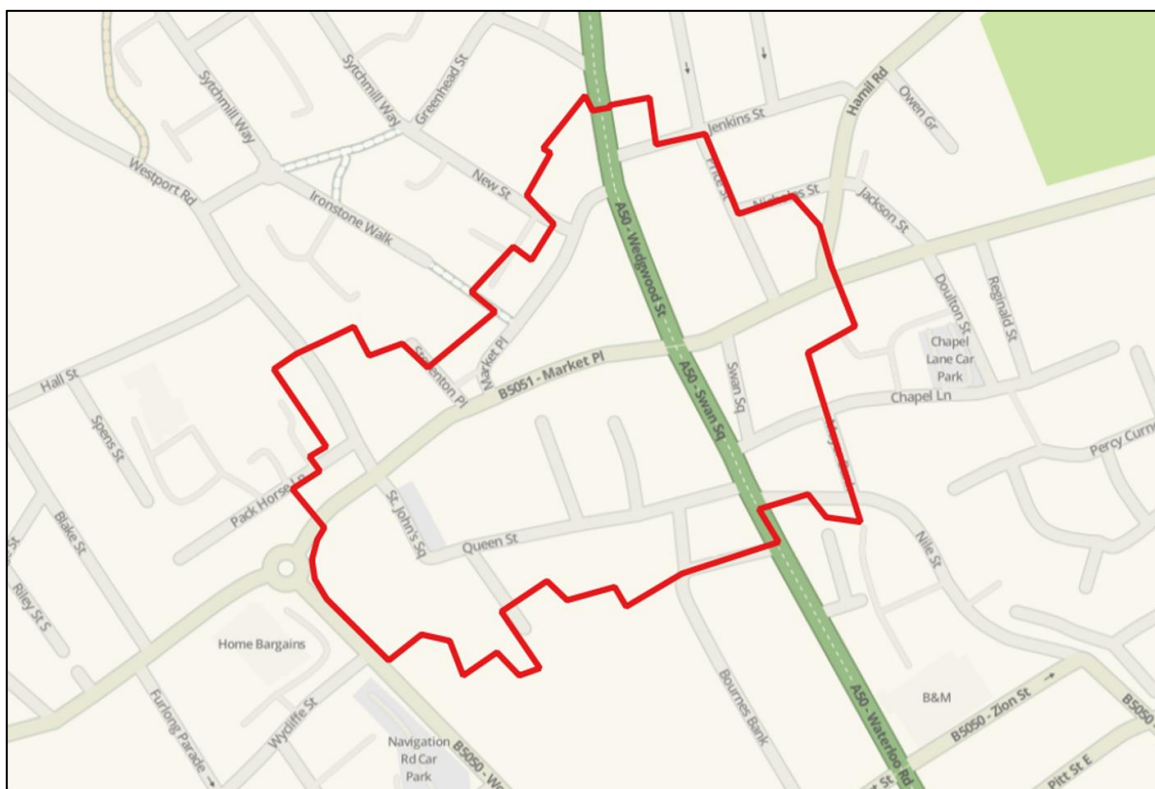 Sytchmill Way
Sytchmill Way
Greenhead St
Hamil Rd
Owen Gr
Jenkins St
Westport Rd
New St
Price St
Nicholas St
Jackson St
Ironstone Walk
A50 - Wedgwood St
Doulton St
Reginald St
Chapel
Lane Car
Park
Market Pl
B5051 - Market Pl
Hall St
A50 - Swan Sq
Swan Sq
Chapel Ln
Spens St
Percy
Pack Horse Ln
St. John's Sq
Queen St
Nile St
Blake St
Riley St S
Home Bargains
Bournes Bank
Furlong Parade
Wycliffe St
Navigation
Rd Car
Park
B5050
A50 - Waterloo Rd
B&M
B5050 - Zion St
B5050
Pitt St E
St